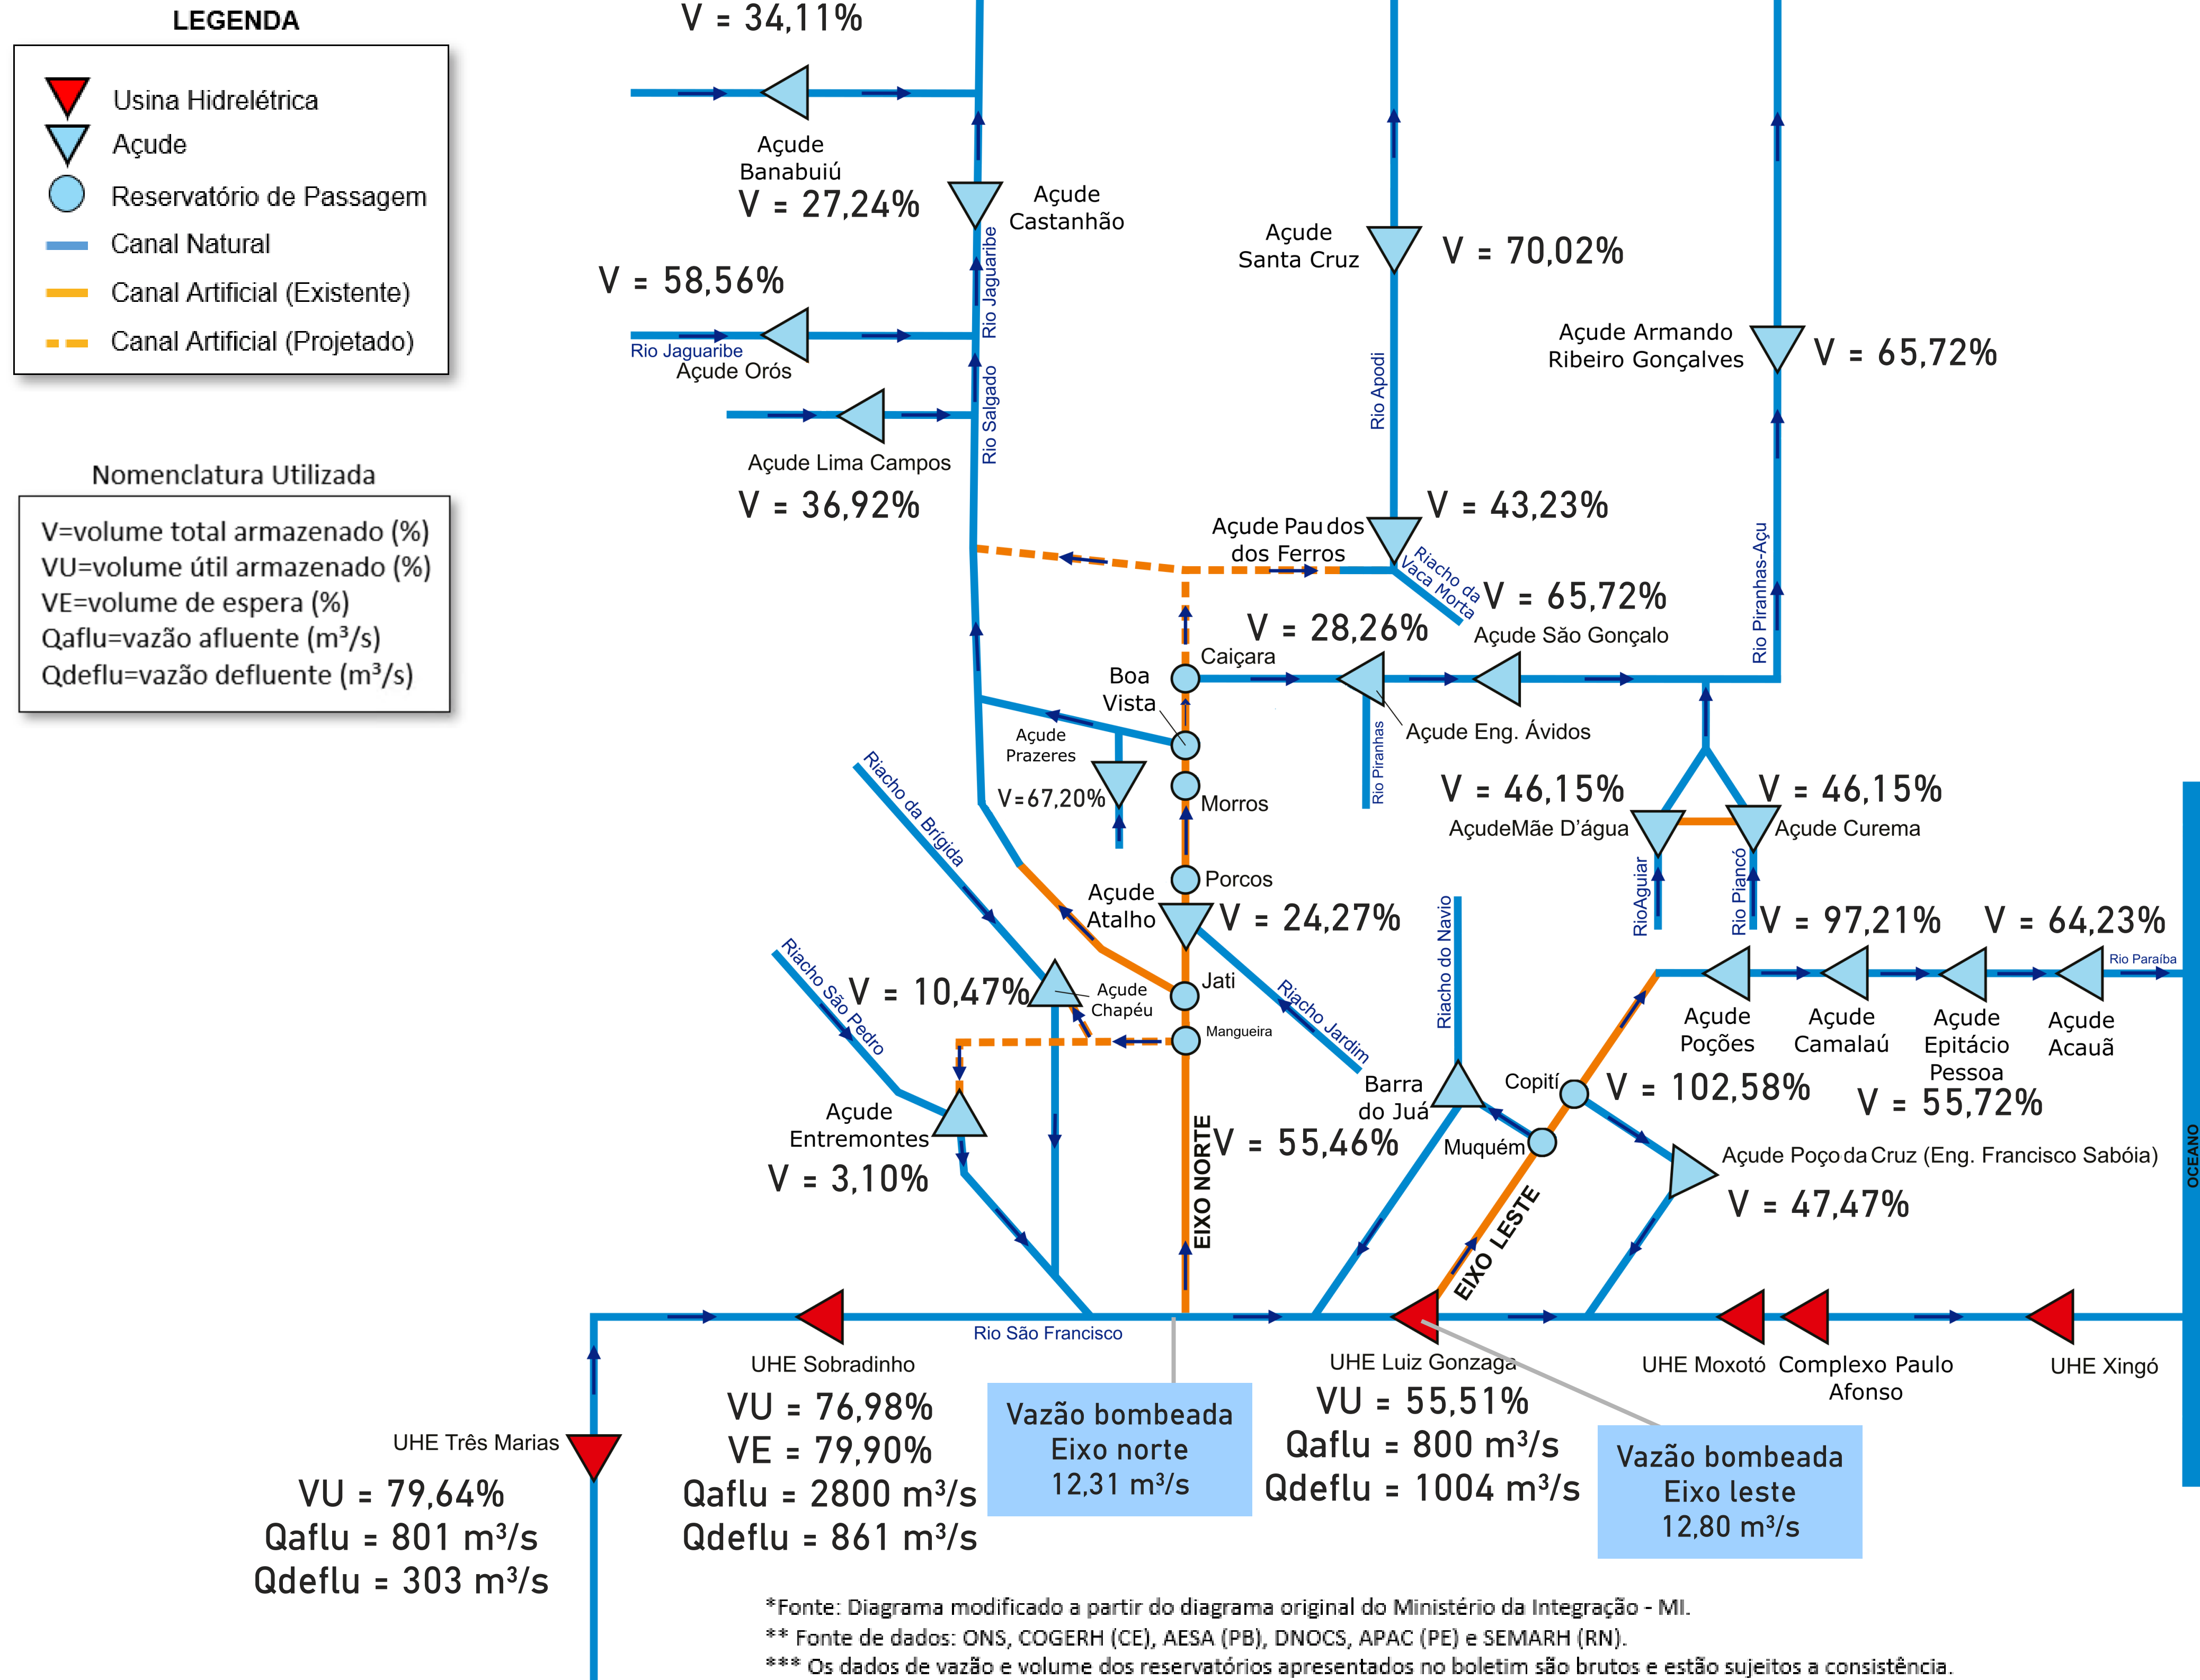 LEGENDA
Usina Hidrelétrica
Açude
Reservatório de Passagem
Canal Natural
Canal Artificial (Existente)
Canal Artificial (Projetado)
Nomenclatura Utilizada
V=volume total armazenado (%)
VU=volume útil armazenado (%)
VE=volume de espera (%)
Qaflu=vazão afluente (m³/s)
Qdeflu=vazão defluente (m³/s)
V = 34,11%
Açude
Banabuiú
V = 27,24%
Açude
Castanhão
Rio Jaguaribe
V = 58,56%
Rio Jaguaribe
Açude Orós
Rio Salgado
Açude Lima Campos
V = 36,92%
Açude
Santa Cruz
V = 70,02%
Rio Apodi
Açude Armando
Ribeiro Gonçalves
V = 65,72%
Açude Pau dos
dos Ferros
V = 43,23%
Riacho da
Vaca Morta
Rio Piranhas-Açu
V = 65,72%
Açude São Gonçalo
V = 28,26%
Caiçara
Boa
Vista
Açude Eng. Ávidos
Rio Piranhas
Açude
Prazeres
V=67,20%
Morros
V = 46,15%
AçudeMãe D'água
V = 46,15%
Açude Curema
RioAguiar
Rio Piancó
Riacho da Brígida
Porcos
Açude
Atalho
V = 24,27%
Riacho São Pedro
V = 10,47%
Açude
Chapéu
Jati
Mangueira
Riacho Jardim
Riacho do Navio
V = 97,21%
V = 64,23%
Rio Paraíba
Açude
Poções
Açude
Camalaú
Açude
Epitácio
Pessoa
Açude
Acauã
V = 102,58%
V = 55,72%
Barra
do Juá
V = 55,46%
Copití
Muquém
Açude
Entremontes
V = 3,10%
EIXO NORTE
EIXO LESTE
Açude Poço da Cruz (Eng. Francisco Sabóia)
V = 47,47%
OCEANO
Rio São Francisco
UHE Sobradinho
VU = 76,98%
VE = 79,90%
Qaflu = 2800 m³/s
Qdeflu = 861 m³/s
UHE Três Marias
VU = 79,64%
Qaflu = 801 m³/s
Qdeflu = 303 m³/s
Vazão bombeada
Eixo norte
12,31 m³/s
UHE Luiz Gonzaga
VU = 55,51%
Qaflu = 800 m³/s
Qdeflu = 1004 m³/s
Vazão bombeada
Eixo leste
12,80 m³/s
UHE Moxotó
Complexo Paulo
Afonso
UHE Xingó
*Fonte: Diagrama modificado a partir do diagrama original do Ministério da Integração - MI.
** Fonte de dados: ONS, COGERH (CE), AESA (PB), DNOCS, APAC (PE) e SEMARH (RN).
*** Os dados de vazão e volume dos reservatórios apresentados no boletim são brutos e estão sujeitos a consistência.